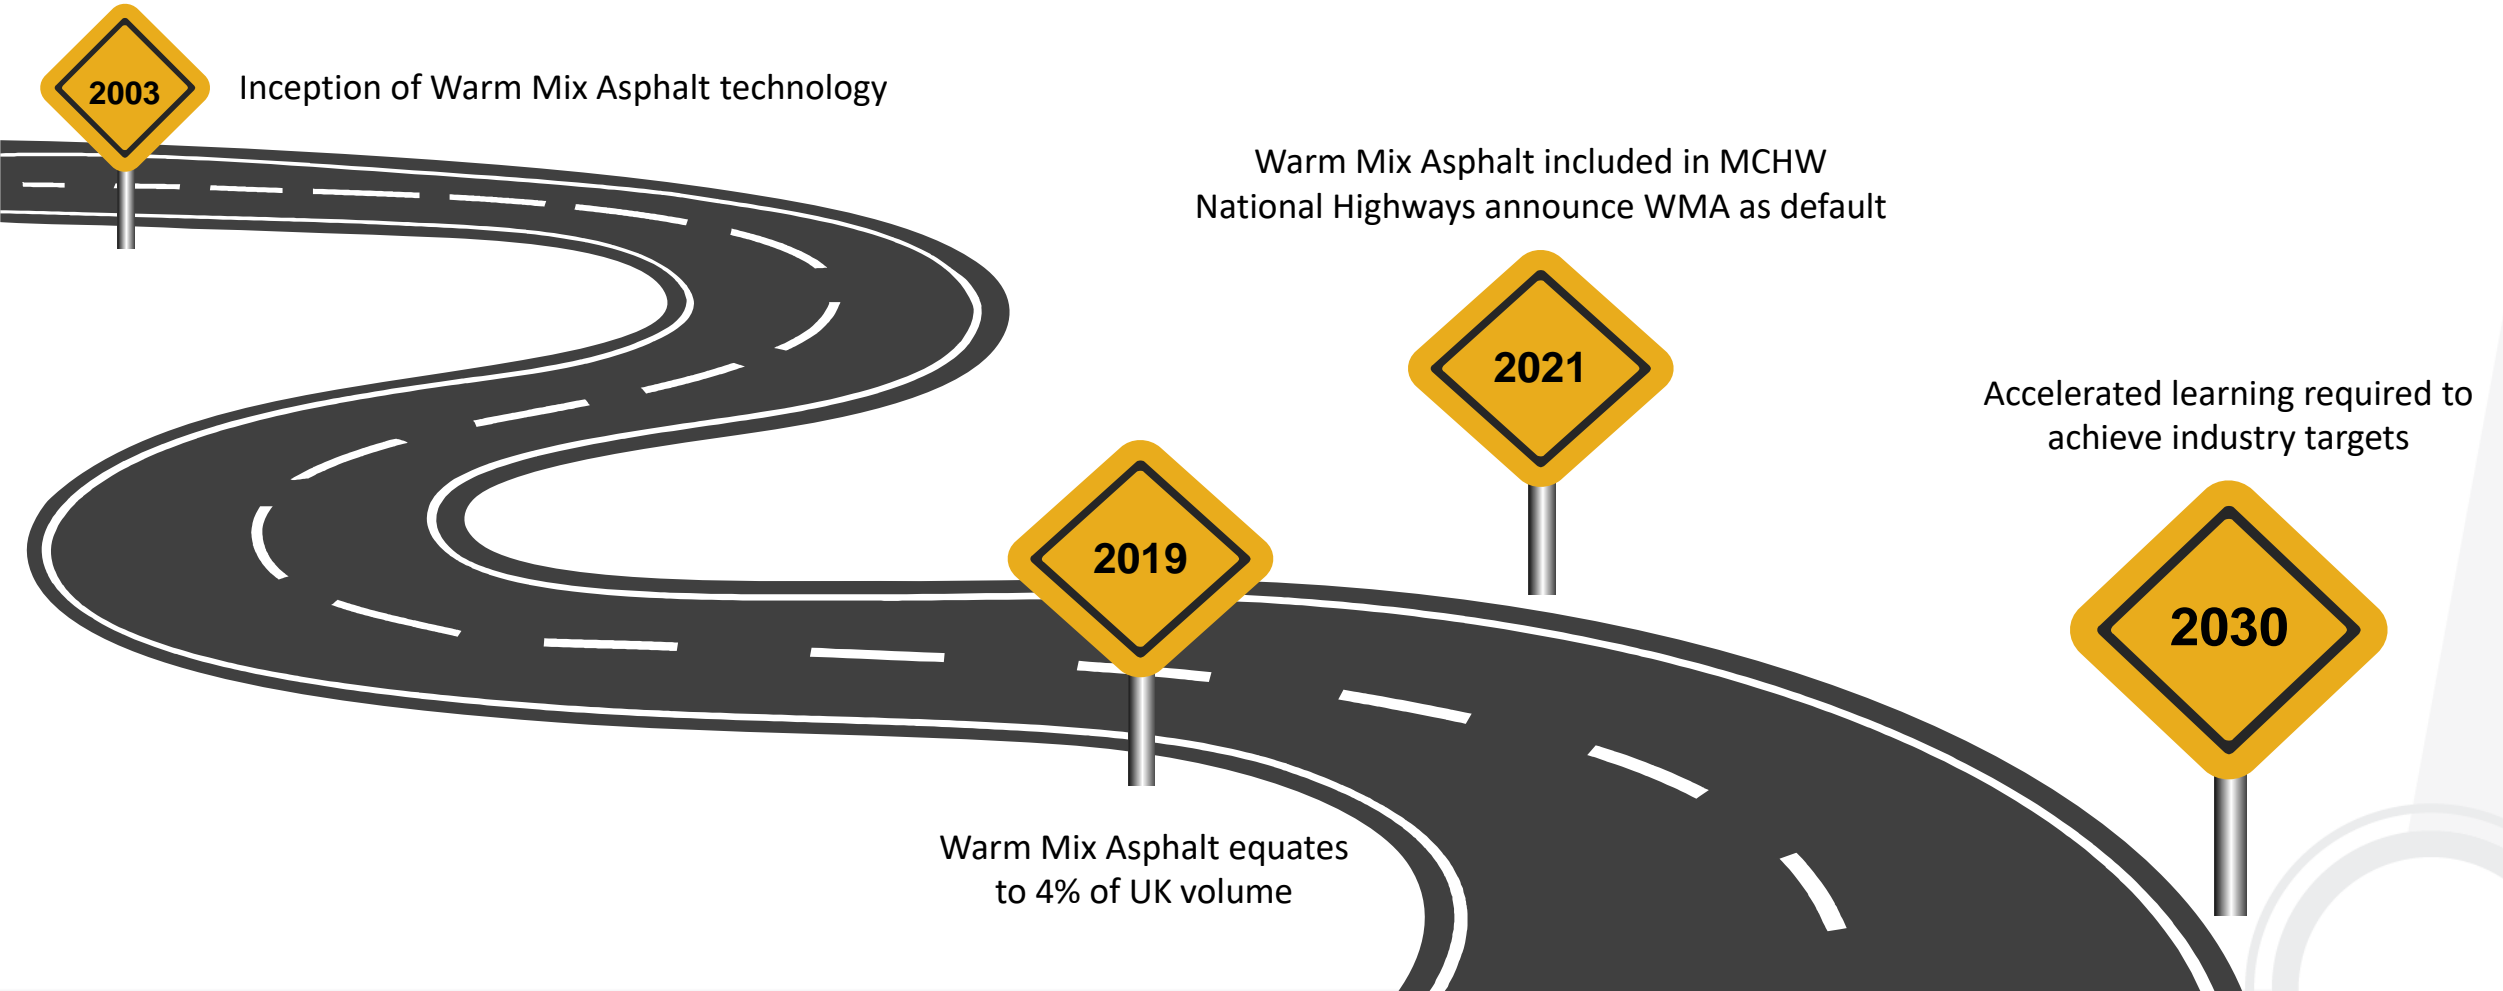 2003
Inception of Warm Mix Asphalt technology
Warm Mix Asphalt included in MCHW
National Highways announce WMA as default
2021
Accelerated learning required to
achieve industry targets
2019
2030
Warm Mix Asphalt equates
to 4% of UK volume